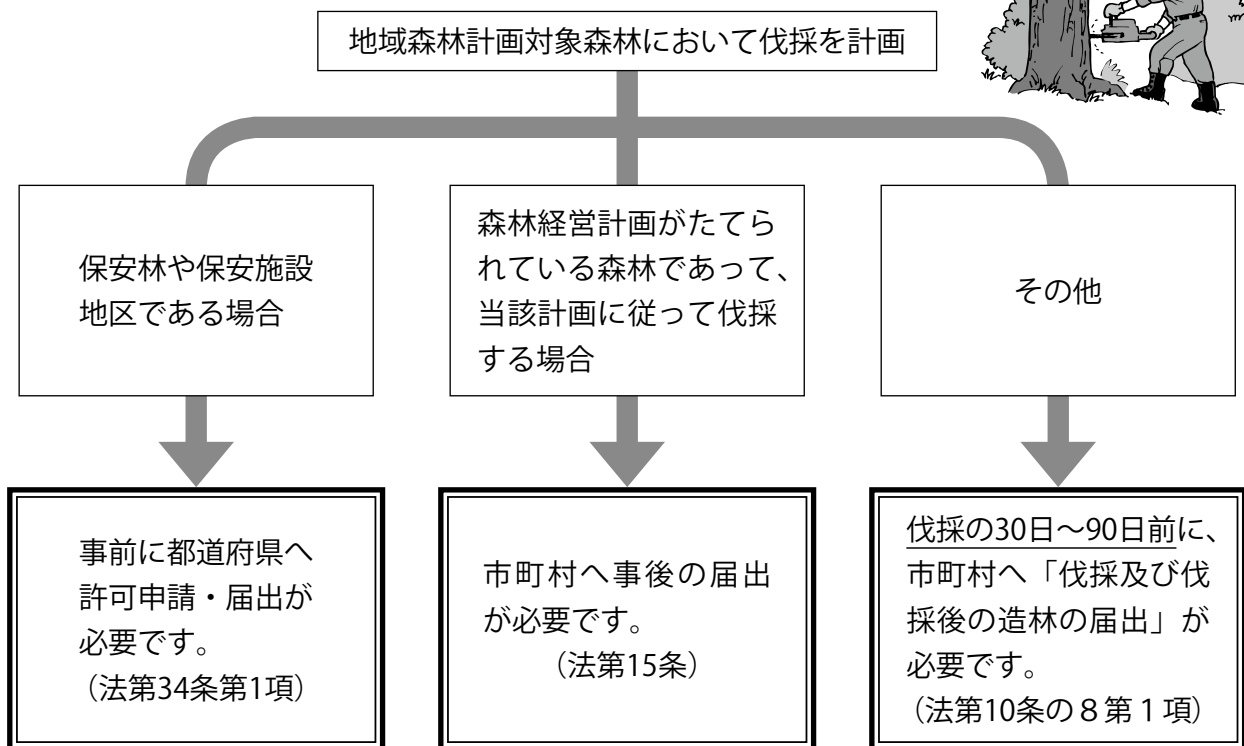 地域森林計画対象森林において伐採を計画
保安林や保安施設
地区である場合
森林経営計画がたてら
れている森林であって、
当該計画に従って伐採
する場合
その他
事前に都道府県へ
許可申請・届出が
必要です。
（法第34条第1項）
市町村へ事後の届出
が必要です。
（法第15条）
伐採の30日～90日前に、
市町村へ「伐採及び伐
採後の造林の届出」が
必要です。
（法第10条の８第１項）